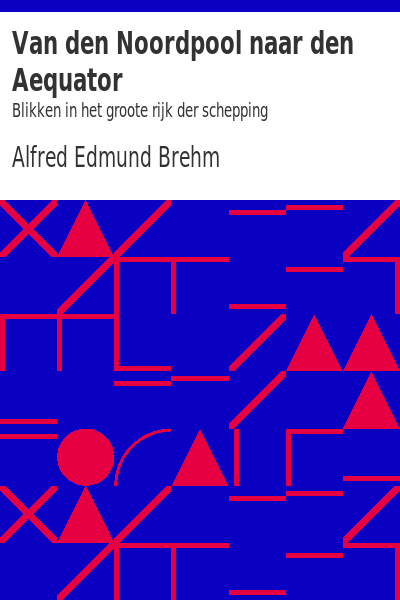 Van den Noordpool naar den
Aequator
Blikken in het groote rijk der schepping
Alfred Edmund Brehm